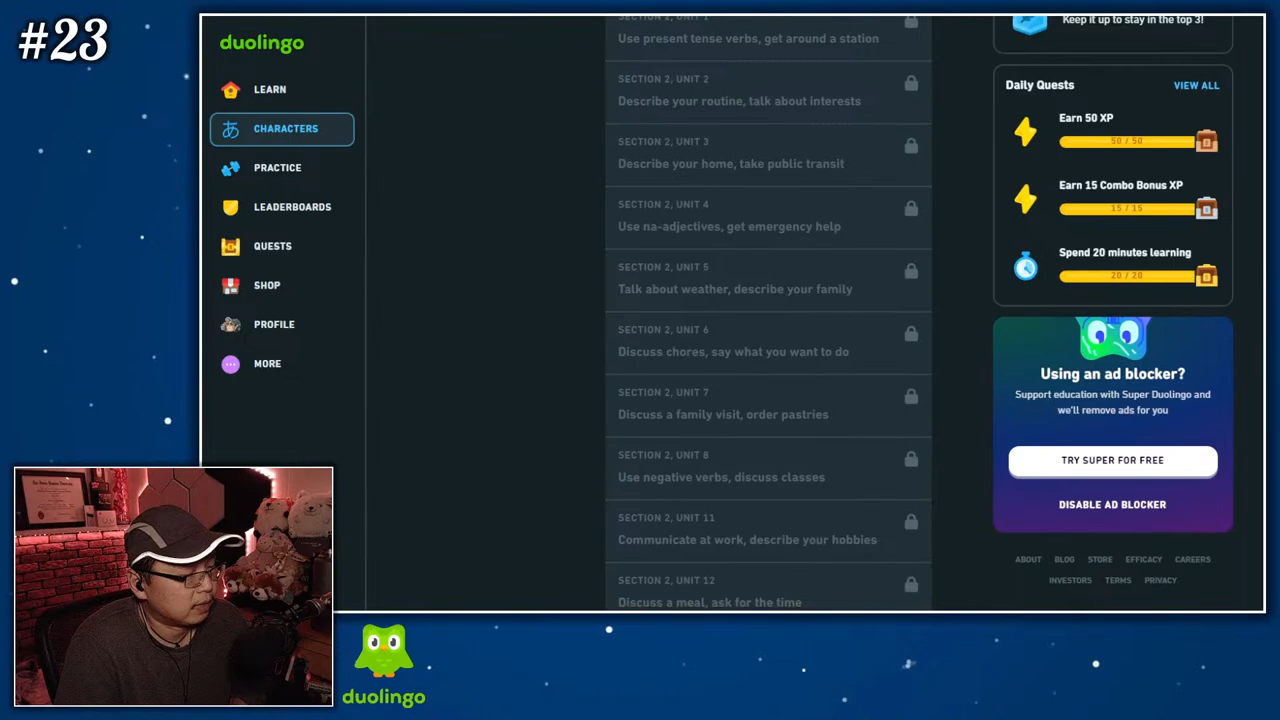 #23
duolingo
LEARN
あ CHARACTERS
PRACTICE
LEADERBOARDS
QUESTS
SHOP
PROFILE
MORE
SECTION 2, UNIT 1
Use present tense verbs, get around a station
SECTION 2, UNIT 2
Describe your routine, talk about interests
SECTION 2, UNIT 3
Describe your home, take public transit
SECTION 2, UNIT 4
Use na-adjectives, get emergency help
SECTION 2, UNIT 5
Talk about weather, describe your family
SECTION 2, UNIT 6
Discuss chores, say what you want to do
SECTION 2, UNIT 7
Discuss a family visit, order pastries
SECTION 2, UNIT 8
Use negative verbs, discuss classes
SECTION 2, UNIT 11
Communicate at work, describe your hobbies
SECTION 2, UNIT 12
Discuss a meal, ask for the time
Keep it up to stay in the top 3!
Daily Quests
VIEW ALL
Earn 50 XP
50 / 50
Earn 15 Combo Bonus XP
15 / 15
Spend 20 minutes learning
20 / 20
Using an ad blocker?
Support education with Super Duolingo and
we'll remove ads for you
TRY SUPER FOR FREE
DISABLE AD BLOCKER
ABOUT BLOG STORE EFFICACY CAREERS
INVESTORS TERMS PRIVACY
duolingo